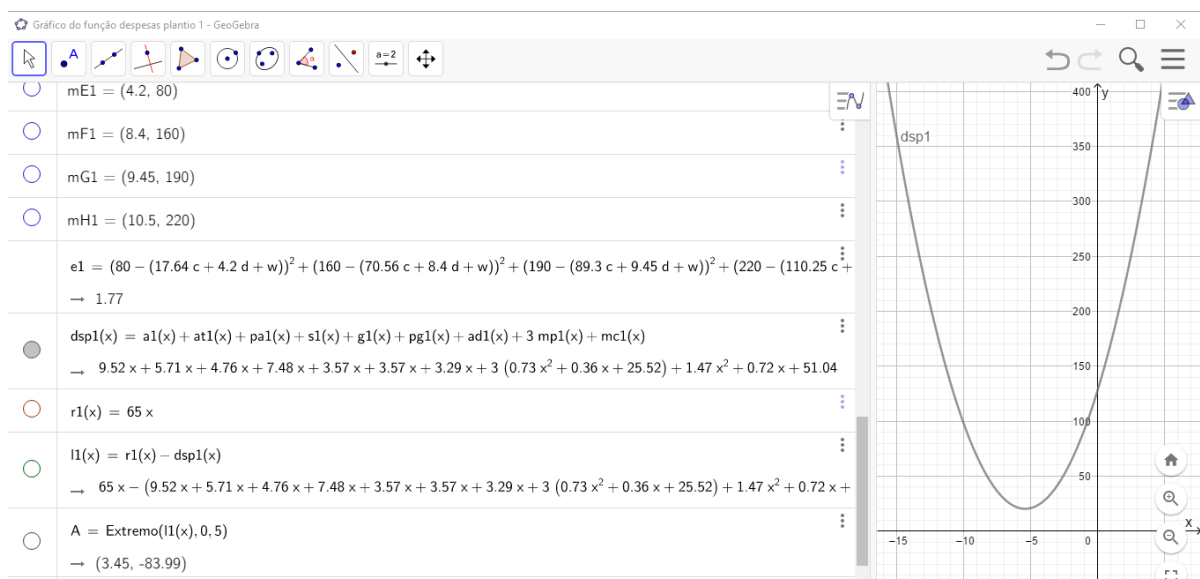 Gráfico do função despesas plantio 1 - GeoGebra
A
a=2
mE1 = (4.2, 80)
mF1 = (8.4, 160)
mG1 = (9.45, 190)
mH1 = (10.5, 220)
e1 = (80 − (17.64 c + 4.2 d + w))² + (160 − (70.56 c + 8.4 d + w))² + (190 − (89.3 c + 9.45 d + w))² + (220 − (110.25 c +
→ 1.77
dsp1(x) = a1(x) + at1(x) + pa1(x) + s1(x) + g1(x) + pg1(x) + ad1(x) + 3 mp1(x) + mc1(x)
→ 9.52 x + 5.71 x + 4.76 x + 7.48 x + 3.57 x + 3.57 x + 3.29 x + 3 (0.73 x² + 0.36 x + 25.52) + 1.47 x² + 0.72 x + 51.04
r1(x) = 65 x
l1(x) = r1(x) − dsp1(x)
→ 65 x − (9.52 x + 5.71 x + 4.76 x + 7.48 x + 3.57 x + 3.57 x + 3.29 x + 3 (0.73 x² + 0.36 x + 25.52) + 1.47 x² + 0.72 x +
A = Extremo(l1(x), 0, 5)
→ (3.45, -83.99)
y
400
dsp1
350
300
250
200
150
100
50
x
−15
−10
−5
0